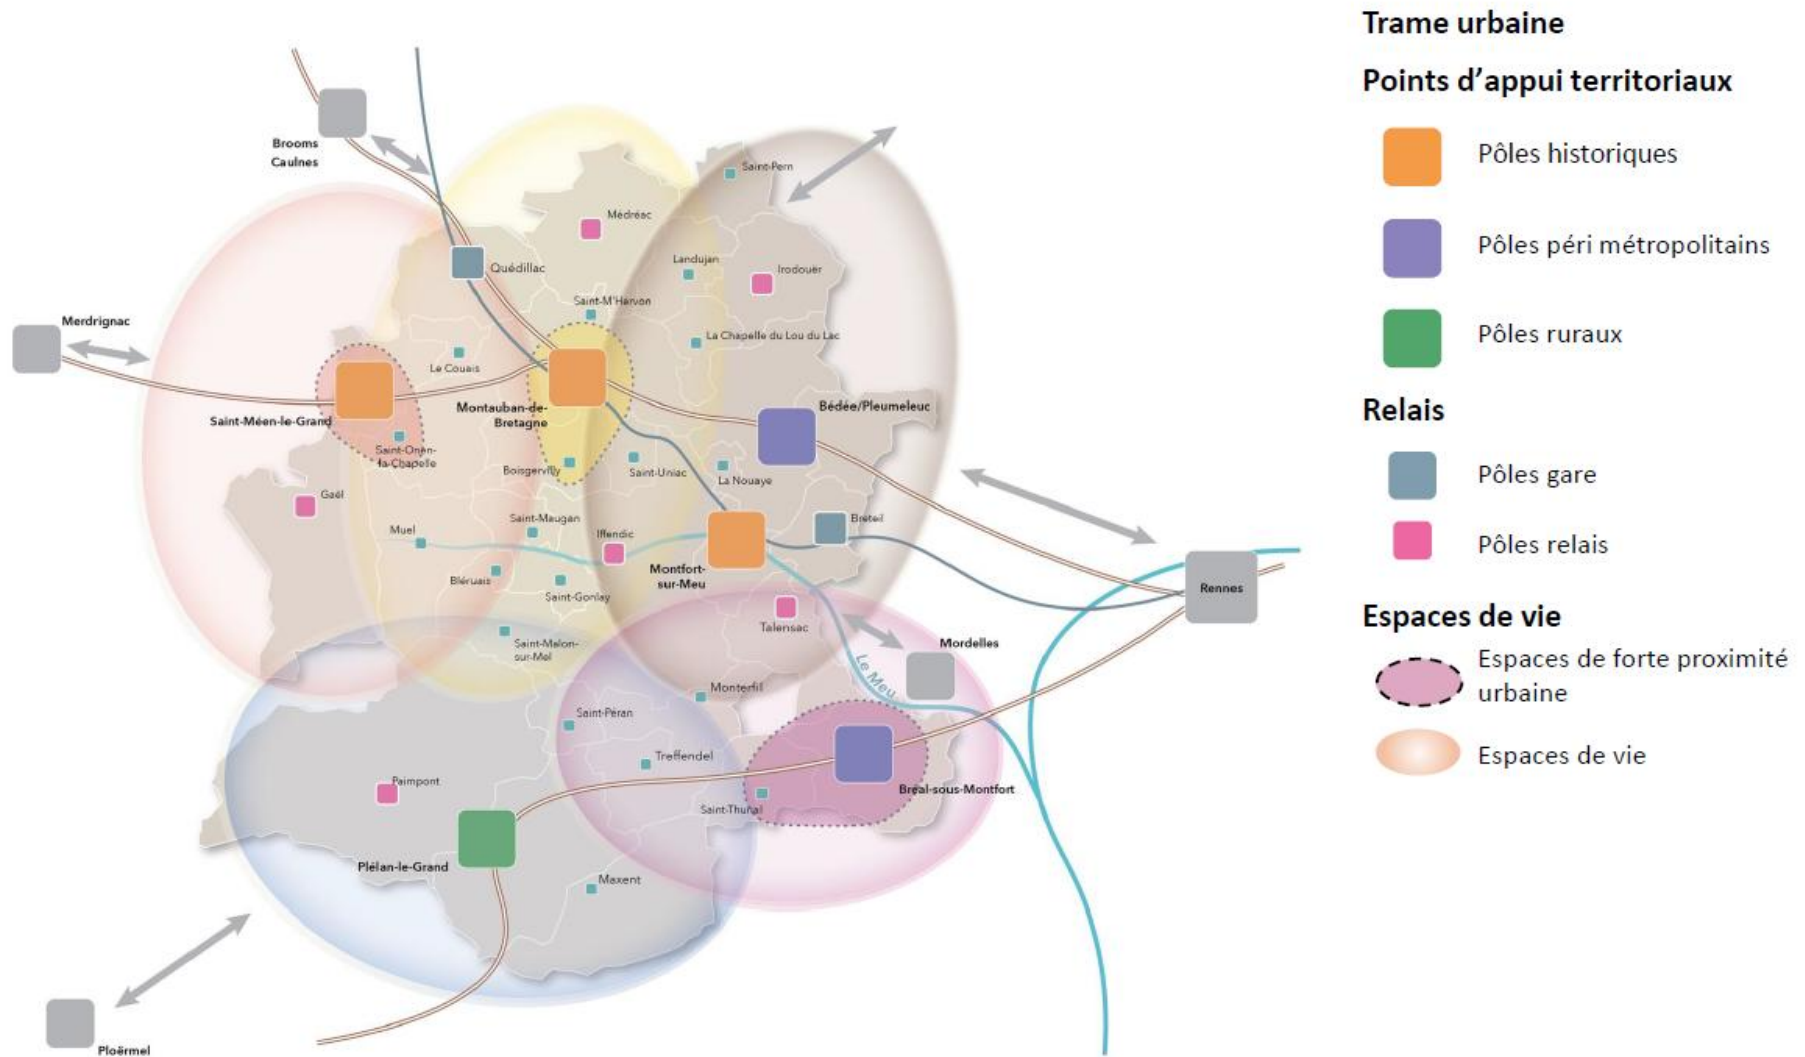 Trame urbaine
Points d’appui territoriaux
Pôles historiques
Pôles péri métropolitains
Pôles ruraux
Relais
Pôles gare
Pôles relais
Espaces de vie
Espaces de forte proximité
urbaine
Espaces de vie
Brooms
Caulnes
Saint-Pern
Médréac
Landujan
Irodouër
Quédillac
Saint-M'Hervon
Merdrignac
La Chapelle du Lou du Lac
Le Couais
Saint-Méen-le-Grand
Montauban-de-
Bretagne
Bédée/Pleumeleuc
Saint-Onen-
la-Chapelle
Boisgervilly
Saint-Uniac
La Nouaye
Gaël
Muel
Saint-Maugan
Iffendic
Breteil
Bléruais
Saint-Gonlay
Montfort-
sur-Meu
Rennes
Talensac
Saint-Malon-
sur-Mel
Mordelles
Le Meu
Monterfil
Saint-Péran
Treffendel
Paimpont
Saint-Thurial
Bréal-sous-Montfort
Plélan-le-Grand
Maxent
Ploërmel